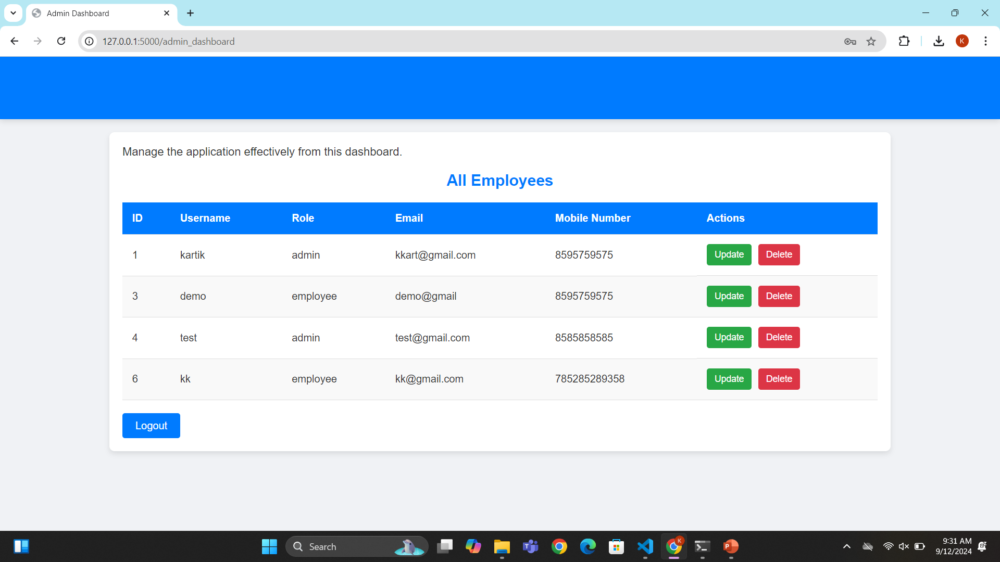 Admin Dashboard
127.0.0.1:5000/admin_dashboard
K
Manage the application effectively from this dashboard.
All Employees
ID Username Role Email Mobile Number Actions
1 kartik admin kkart@gmail.com 8595759575 Update Delete
3 demo employee demo@gmail 8595759575 Update Delete
4 test admin test@gmail.com 8585858585 Update Delete
6 kk employee kk@gmail.com 785285289358 Update Delete
Logout
Search
T
K
P
9:31 AM
9/12/2024